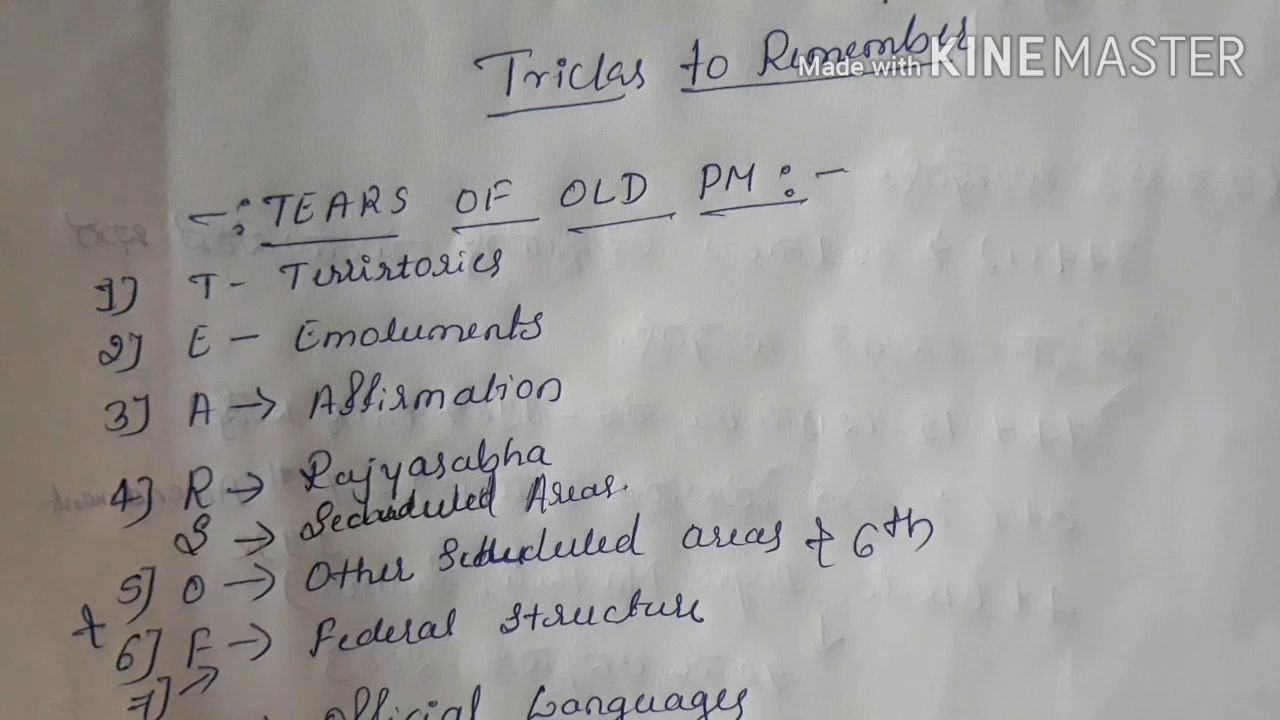 Tricks to Remember
Made with KINEMASTER
-: TEARS OF OLD PM :-
1) T - Terrirtories
2) E - Emoluments
3) A → Affirmation
4) R → Rajyasabha
S → Scheduled Areas.
5) O → Other Scheduled areas } 6th
6) F → Federal Structure
7) →
Official Languages